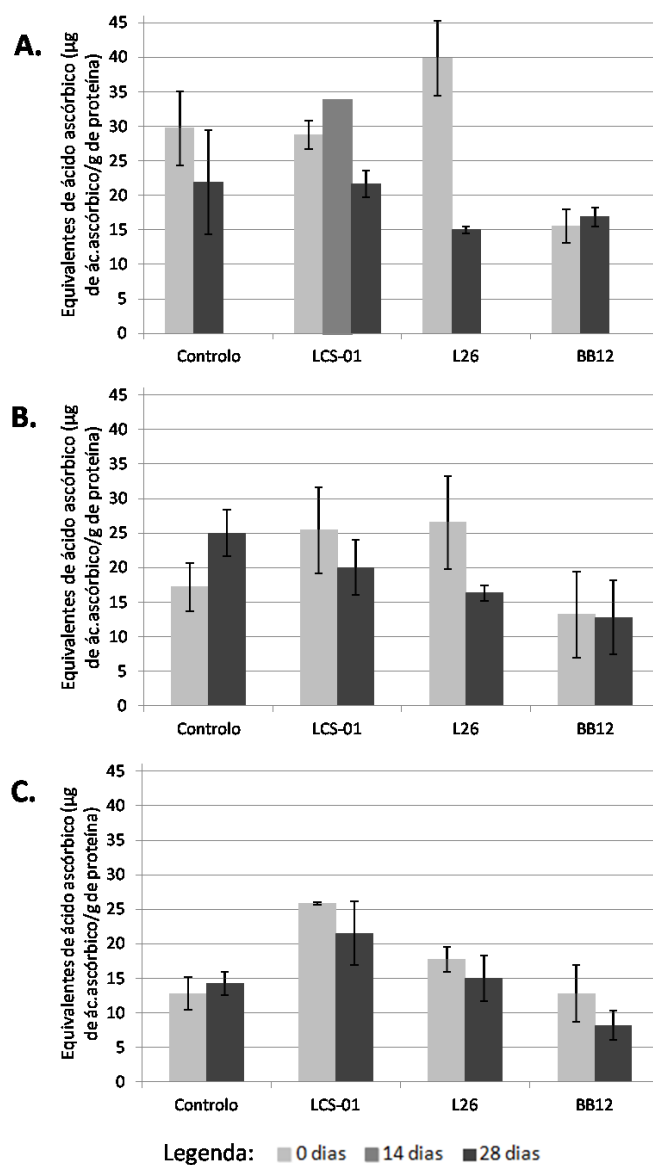 A.
Equivalentes de ácido ascórbico (µg
de ác.ascórbico/g de proteína)
45
40
35
30
25
20
15
10
5
0
Controlo LCS-01 L26 BB12
B.
Equivalentes de ácido ascórbico (µg
de ác.ascórbico/g de proteína)
45
40
35
30
25
20
15
10
5
0
Controlo LCS-01 L26 BB12
C.
Equivalentes de ácido ascórbico (µg
de ác.ascórbico/g de proteína)
45
40
35
30
25
20
15
10
5
0
Controlo LCS-01 L26 BB12
Legenda: 0 dias 14 dias 28 dias